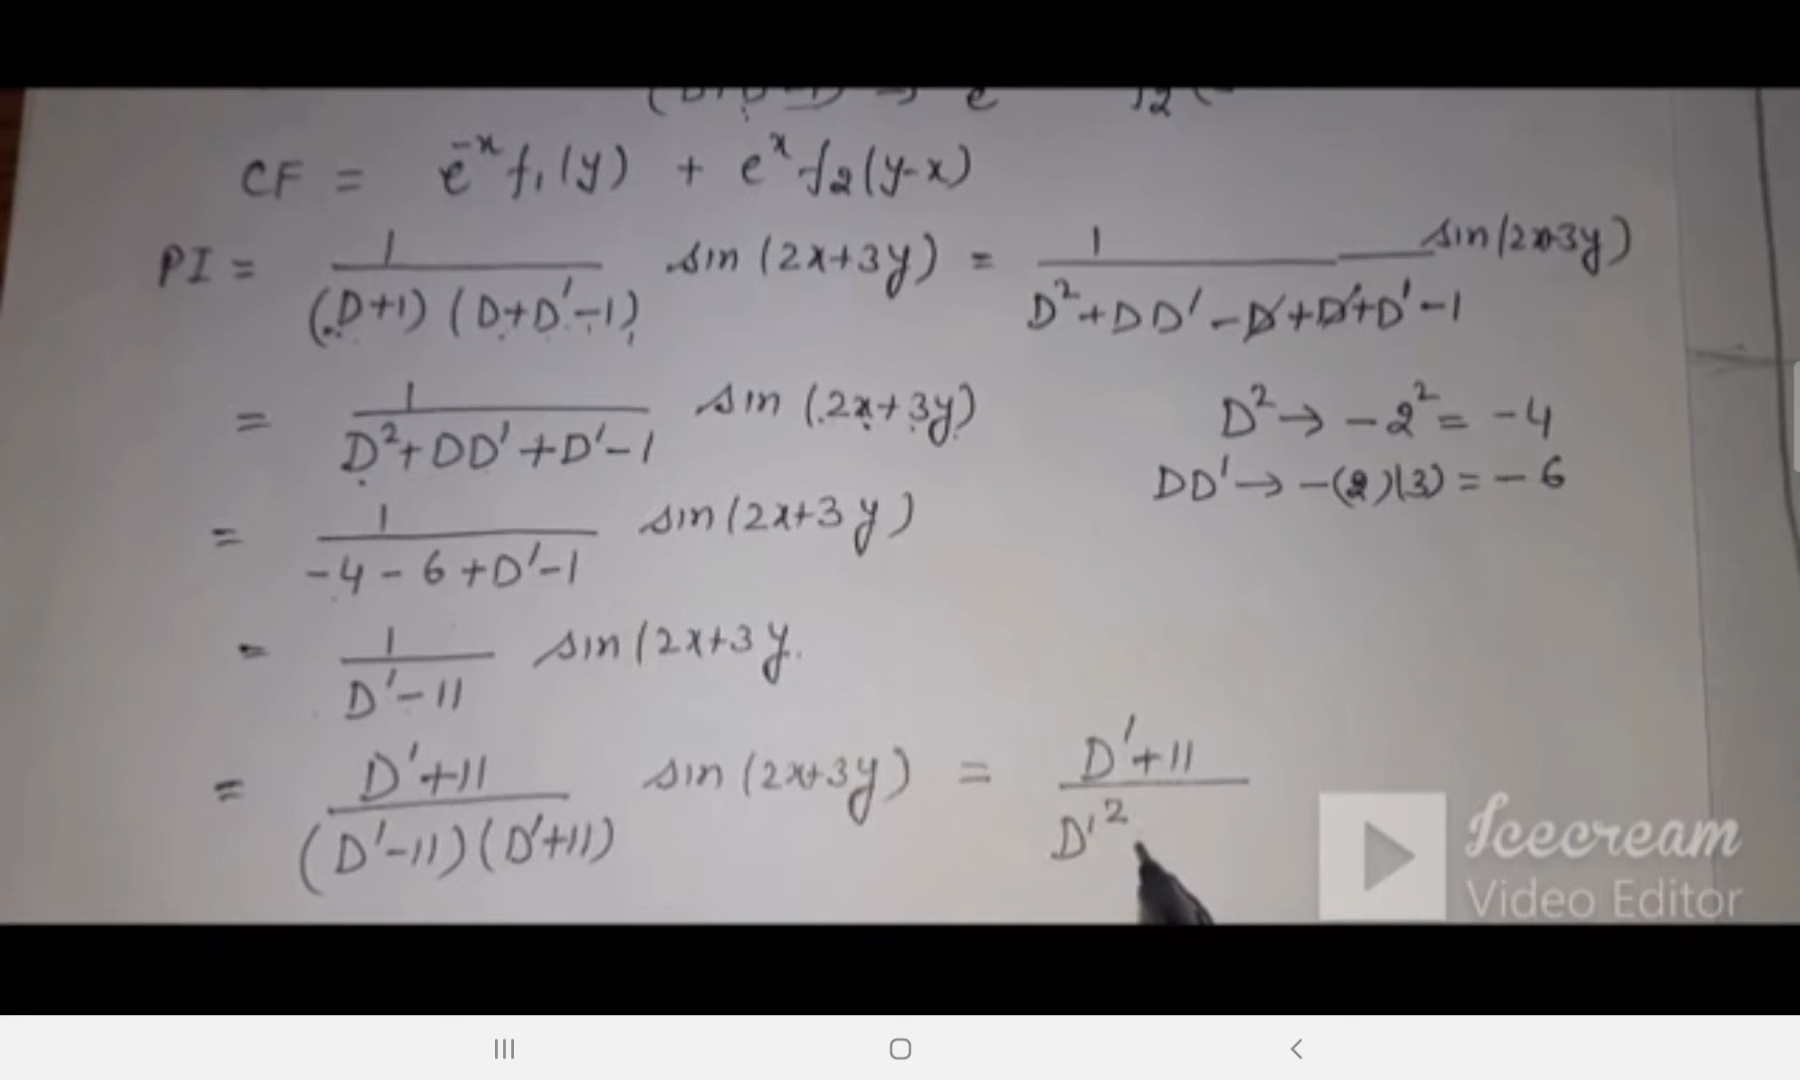 CF = e^-x f1(y) + e^x f2(y-x)
PI = 1/((D+1)(D+D'-1)) sin(2x+3y) = 1/(D²+DD'-D+D+D'-1) sin(2x+3y)
= 1/(D²+DD'+D'-1) sin(2x+3y) D² → -2² = -4
DD' → -(2)(3) = -6
= 1/(-4-6+D'-1) sin(2x+3y)
= 1/(D'-11) sin(2x+3y.
= (D'+11)/((D'-11)(D'+11)) sin(2x+3y) = (D'+11)/(D'²
Icecream
Video Editor